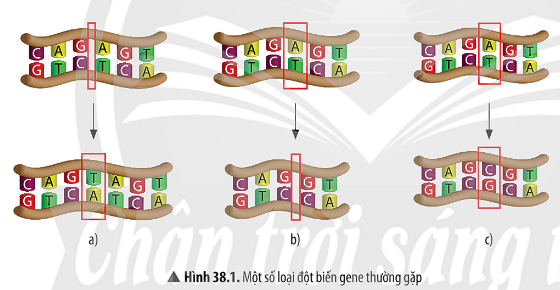 C A G A G T
G T C T C A
C A G A G T
G T C T C A
C A G A G T
G T C T C A
C A G T A G T
G T C A T C A
C A G G T
G T C C A
C A G C G T
G T C G C A
a)
b)
c)
Chân trời sáng
▲ Hình 38.1. Một số loại đột biến gene thường gặp